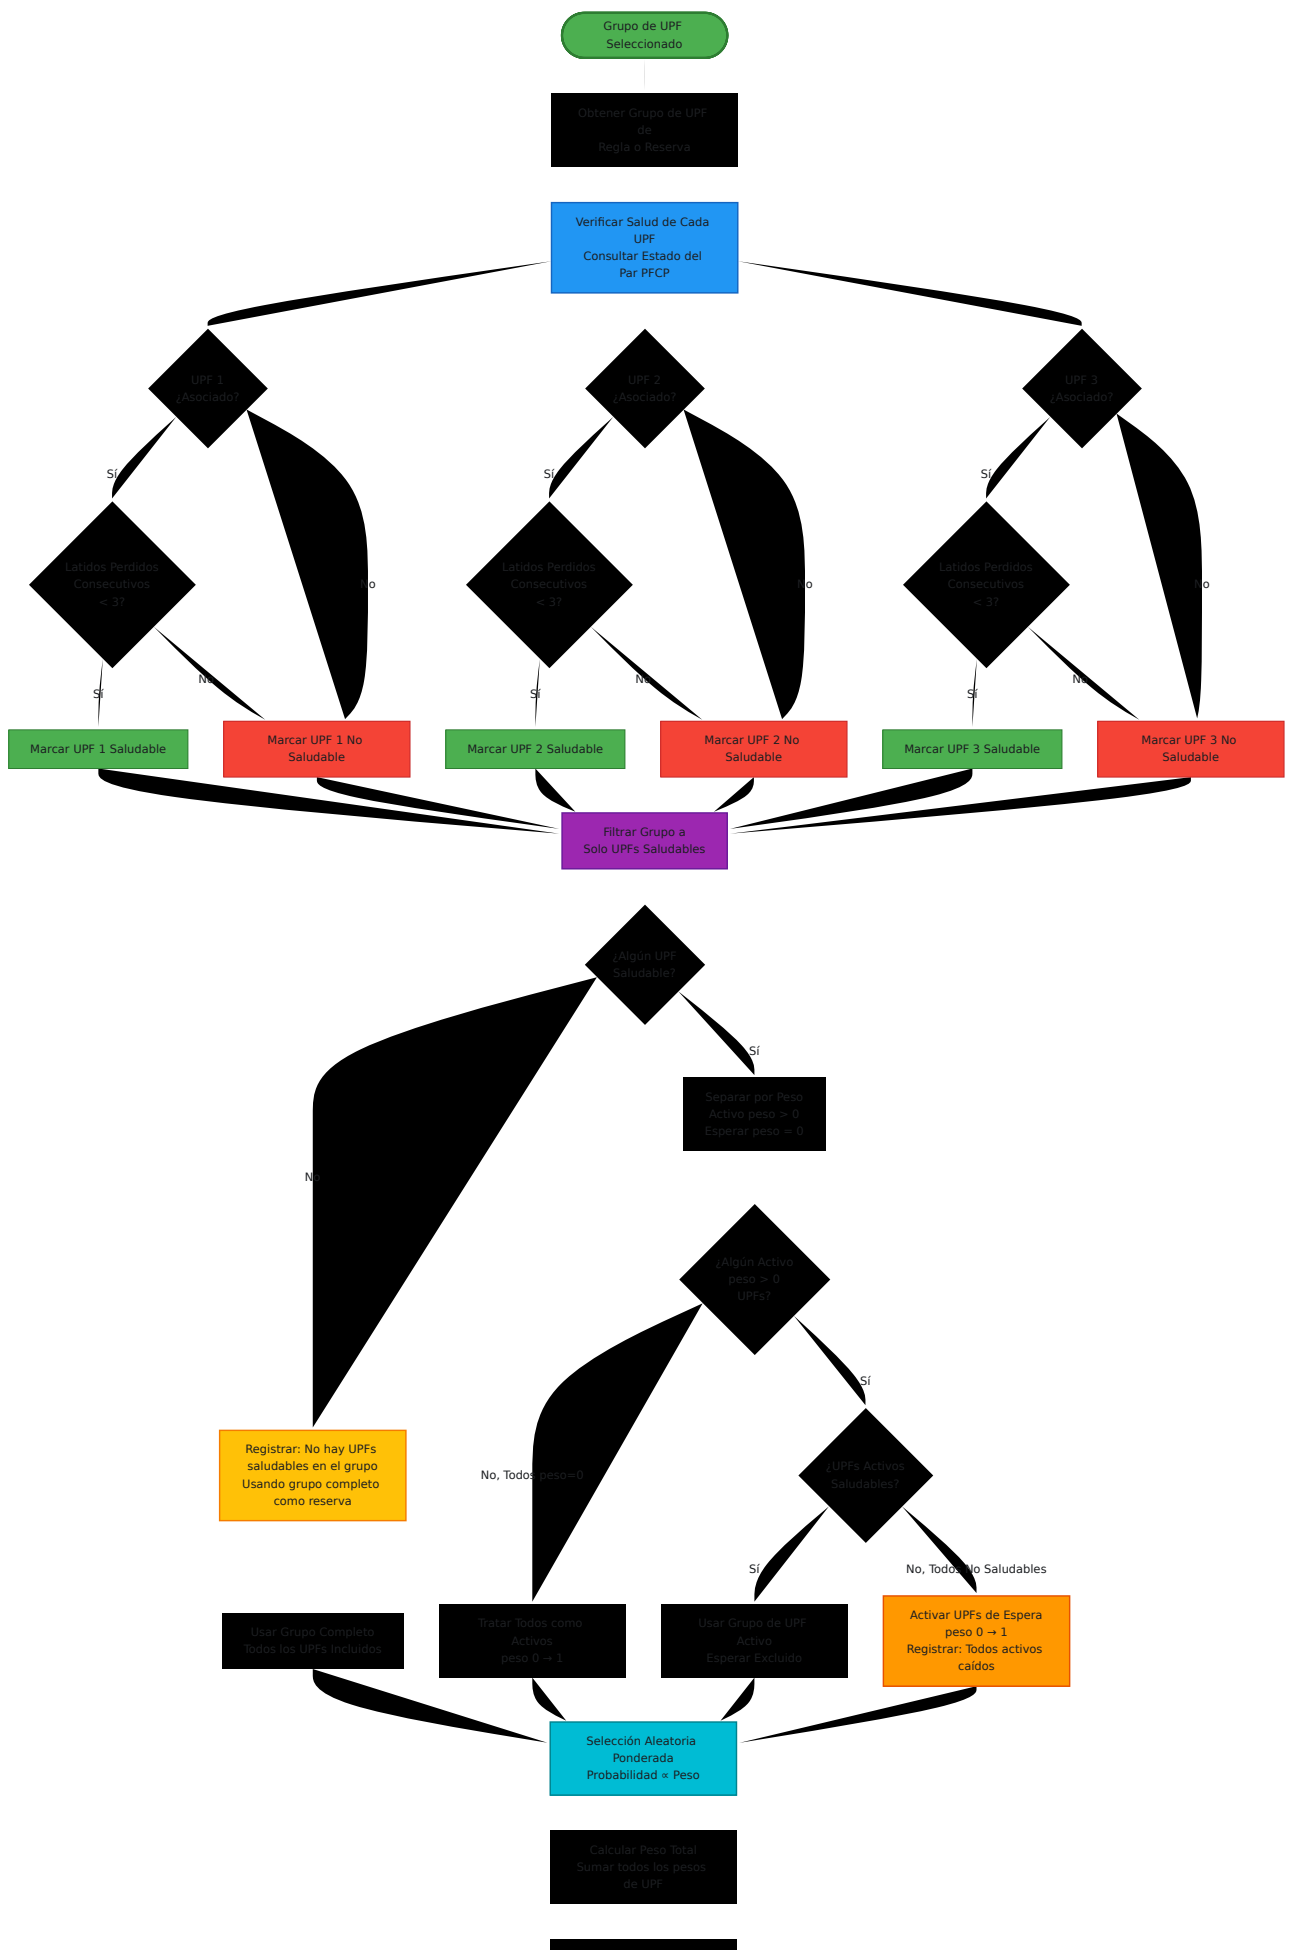 Grupo de UPF
Seleccionado
Obtener Grupo de UPF
de
Regla o Reserva
Verificar Salud de Cada
UPF
Consultar Estado del
Par PFCP
UPF 1
¿Asociado?
UPF 2
¿Asociado?
UPF 3
¿Asociado?
Sí
Sí
Sí
Latidos Perdidos
Consecutivos
< 3?
No
Latidos Perdidos
Consecutivos
< 3?
No
Latidos Perdidos
Consecutivos
< 3?
No
Sí
No
Sí
No
Sí
No
Marcar UPF 1 Saludable
Marcar UPF 1 No
Saludable
Marcar UPF 2 Saludable
Marcar UPF 2 No
Saludable
Marcar UPF 3 Saludable
Marcar UPF 3 No
Saludable
Filtrar Grupo a
Solo UPFs Saludables
¿Algún UPF
Saludable?
Sí
Separar por Peso
Activo peso > 0
Esperar peso = 0
No
¿Algún Activo
peso > 0
UPFs?
Sí
Registrar: No hay UPFs
saludables en el grupo
Usando grupo completo
como reserva
No, Todos peso=0
¿UPFs Activos
Saludables?
Sí
No, Todos No Saludables
Usar Grupo Completo
Todos los UPFs Incluidos
Tratar Todos como
Activos
peso 0 → 1
Usar Grupo de UPF
Activo
Esperar Excluido
Activar UPFs de Espera
peso 0 → 1
Registrar: Todos activos
caídos
Selección Aleatoria
Ponderada
Probabilidad ∝ Peso
Calcular Peso Total
Sumar todos los pesos
de UPF